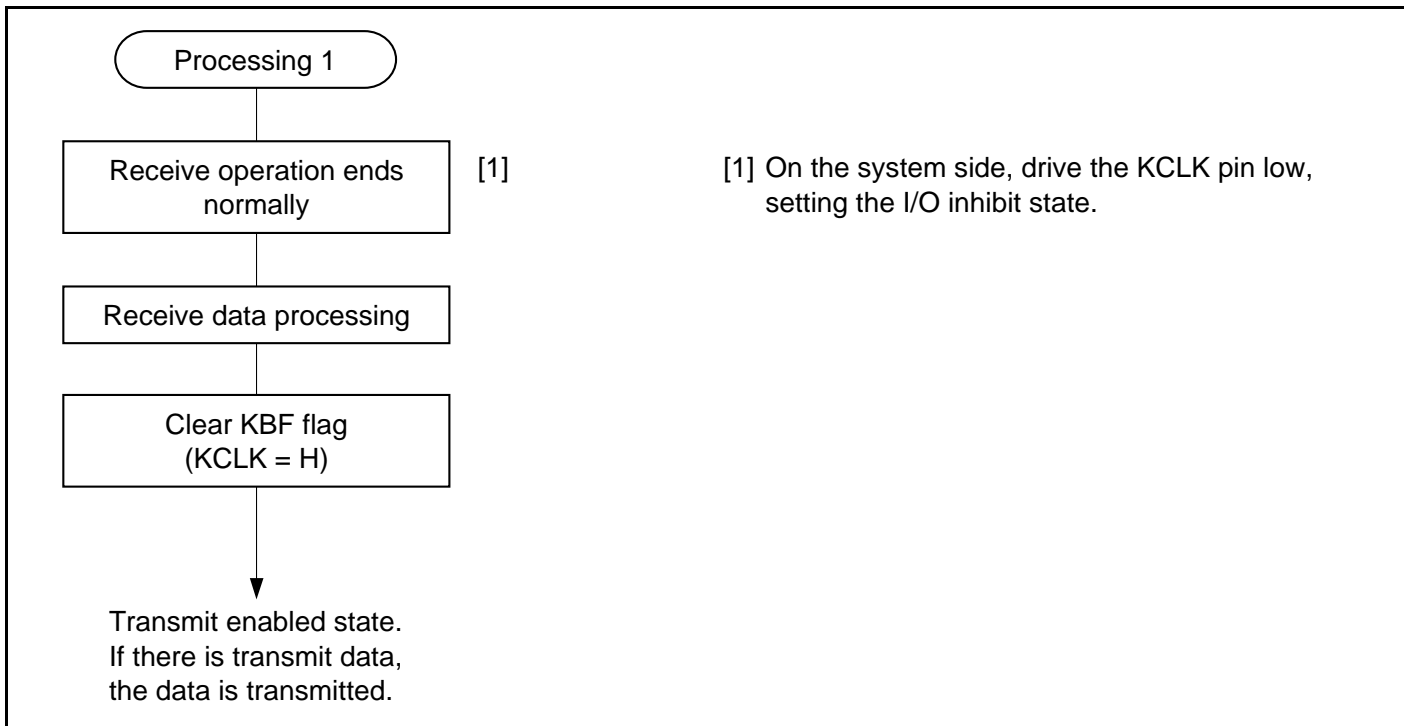 Processing 1
Receive operation ends
normally
[1]
[1] On the system side, drive the KCLK pin low,
setting the I/O inhibit state.
Receive data processing
Clear KBF flag
(KCLK = H)
Transmit enabled state.
If there is transmit data,
the data is transmitted.